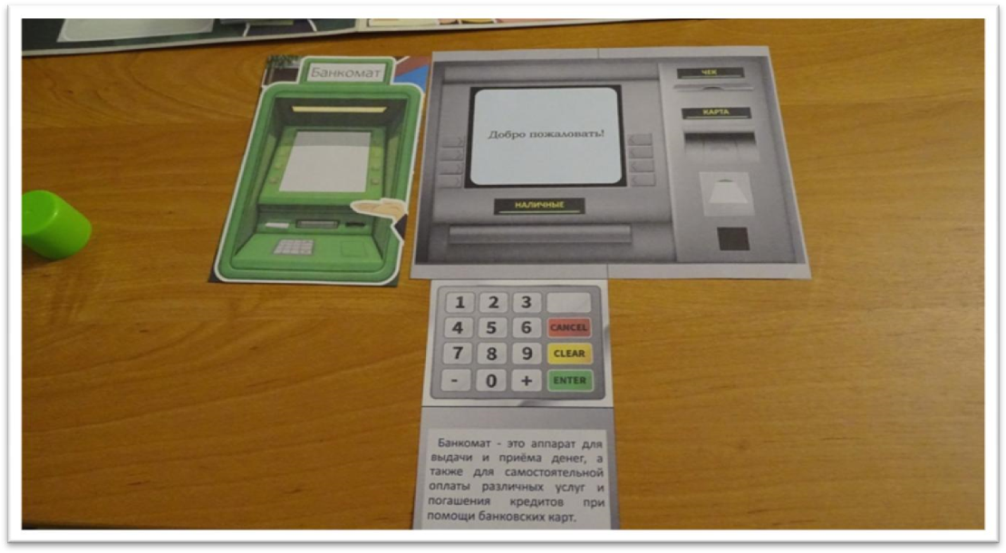 Банкомат
ЧЕК
КАРТА
Добро пожаловать!
НАЛИЧНЫЕ
1 2 3
4 5 6 CANCEL
7 8 9 CLEAR
- 0 + ENTER
Банкомат - это аппарат для
выдачи и приёма денег, а
также для самостоятельной
оплаты различных услуг и
погашения кредитов при
помощи банковских карт.